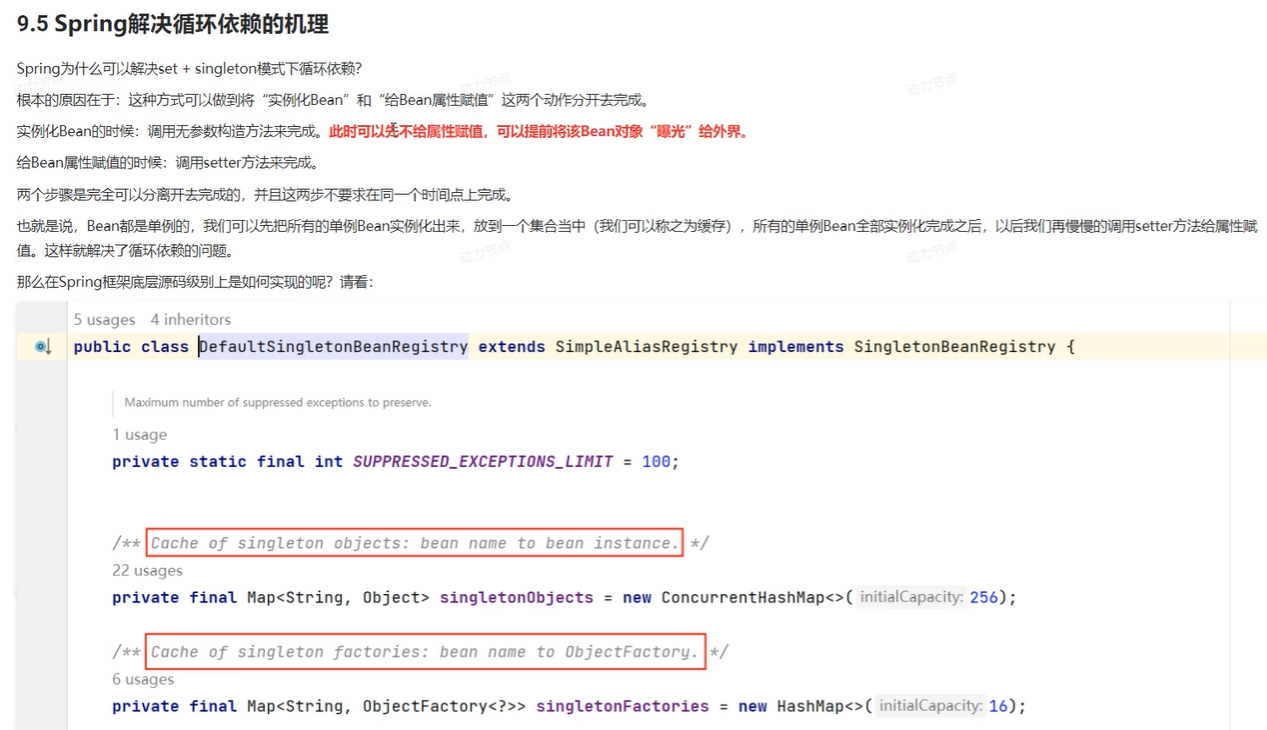 9.5 Spring解决循环依赖的机理
Spring为什么可以解决set + singleton模式下循环依赖？
根本的原因在于：这种方式可以做到将“实例化Bean”和“给Bean属性赋值”这两个动作分开去完成。
实例化Bean的时候：调用无参数构造方法来完成。此时可以先不给属性赋值，可以提前将该Bean对象“曝光”给外界。
给Bean属性赋值的时候：调用setter方法来完成。
两个步骤是完全可以分离开去完成的，并且这两步不要求在同一个时间点上完成。
也就是说，Bean都是单例的，我们可以先把所有的单例Bean实例化出来，放到一个集合当中（我们可以称之为缓存），所有的单例Bean全部实例化完成之后，以后我们再慢慢的调用setter方法给属性赋
值。这样就解决了循环依赖的问题。
那么在Spring框架底层源码级别上是如何实现的呢？请看：
5 usages 4 inheritors
public class DefaultSingletonBeanRegistry extends SimpleAliasRegistry implements SingletonBeanRegistry {
Maximum number of suppressed exceptions to preserve.
1 usage
private static final int SUPPRESSED_EXCEPTIONS_LIMIT = 100;
/** Cache of singleton objects: bean name to bean instance. */
22 usages
private final Map<String, Object> singletonObjects = new ConcurrentHashMap<>( initialCapacity: 256);
/** Cache of singleton factories: bean name to ObjectFactory. */
6 usages
private final Map<String, ObjectFactory<?>> singletonFactories = new HashMap<>( initialCapacity: 16);
动力节点
动力节点
动力节点
动力节点